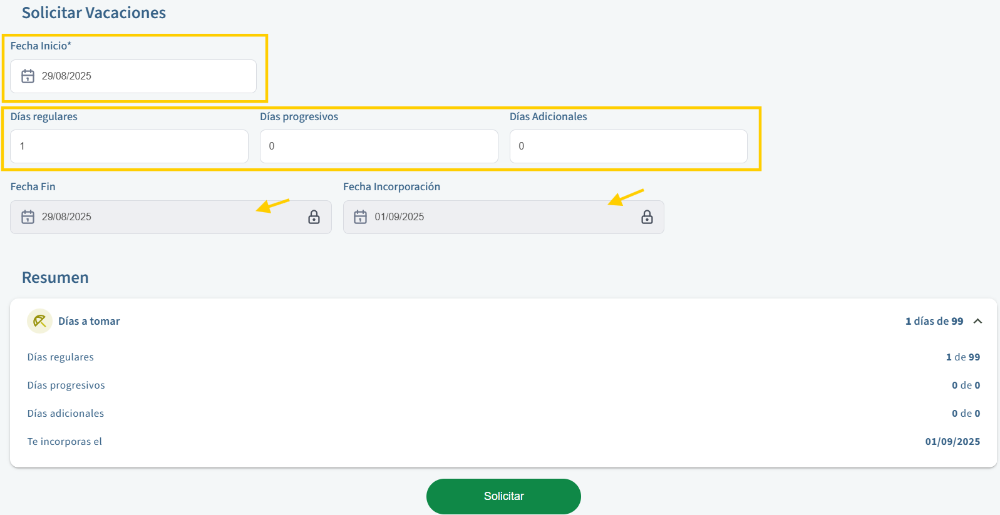 Solicitar Vacaciones
Fecha Inicio*
29/08/2025
Días regulares Días progresivos Días Adicionales
1 0 0
Fecha Fin Fecha Incorporación
29/08/2025 01/09/2025
Resumen
Días a tomar 1 días de 99
Días regulares 1 de 99
Días progresivos 0 de 0
Días adicionales 0 de 0
Te incorporas el 01/09/2025
Solicitar